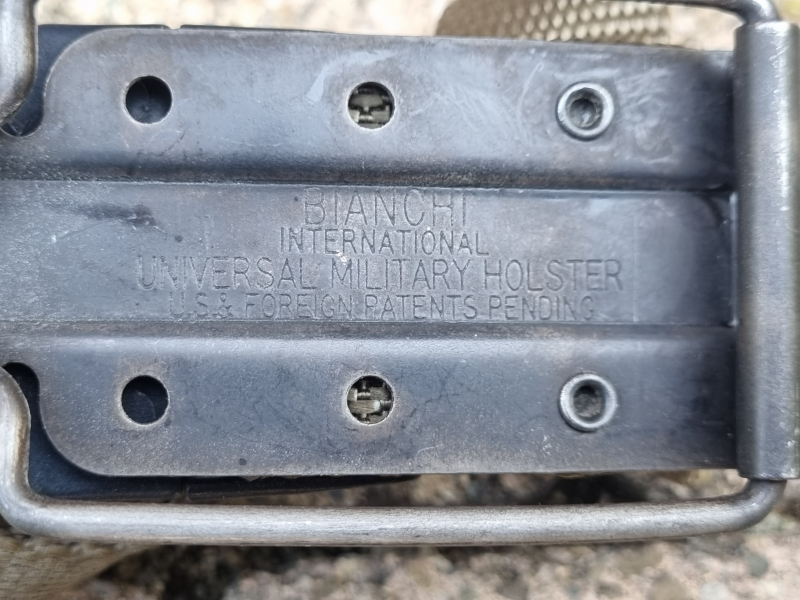 BIANCHI
INTERNATIONAL
UNIVERSAL MILITARY HOLSTER
U.S.& FOREIGN PATENTS PENDING